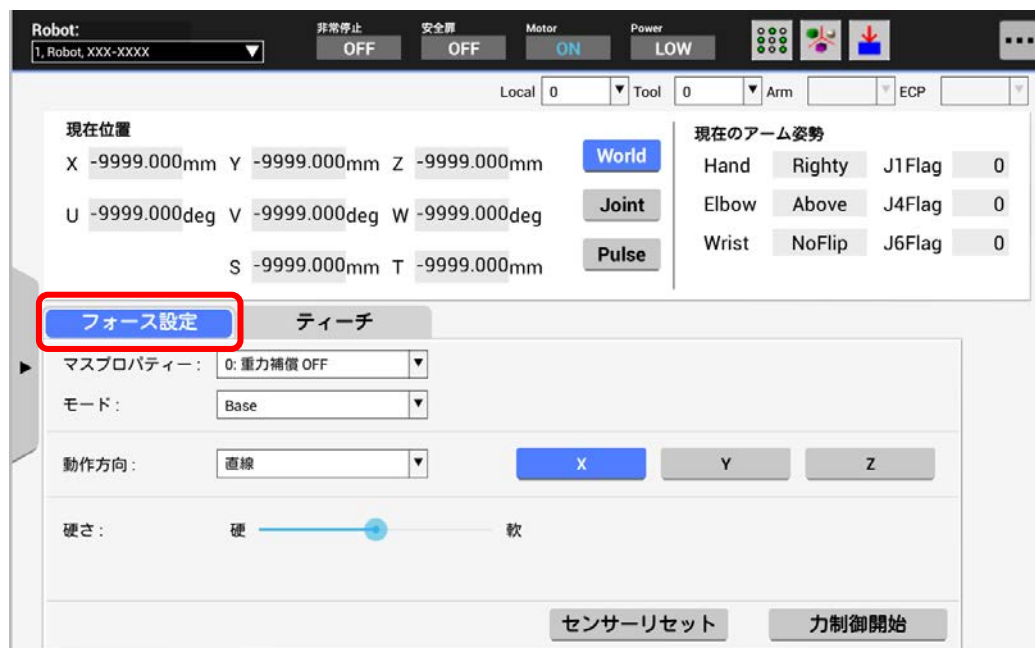 Robot: 非常停止 安全扉 Motor Power
1, Robot, XXX-XXXX OFF OFF ON LOW
Local 0 Tool 0 Arm ECP
現在位置 現在のアーム姿勢
X -9999.000mm Y -9999.000mm Z -9999.000mm World Hand Righty J1Flag 0
U -9999.000deg V -9999.000deg W -9999.000deg Joint Elbow Above J4Flag 0
S -9999.000mm T -9999.000mm Pulse Wrist NoFlip J6Flag 0
フォース設定 ティーチ
マスプロパティー: 0: 重力補償 OFF
モード: Base
動作方向: 直線 X Y Z
硬さ: 硬 軟
センサーリセット 力制御開始